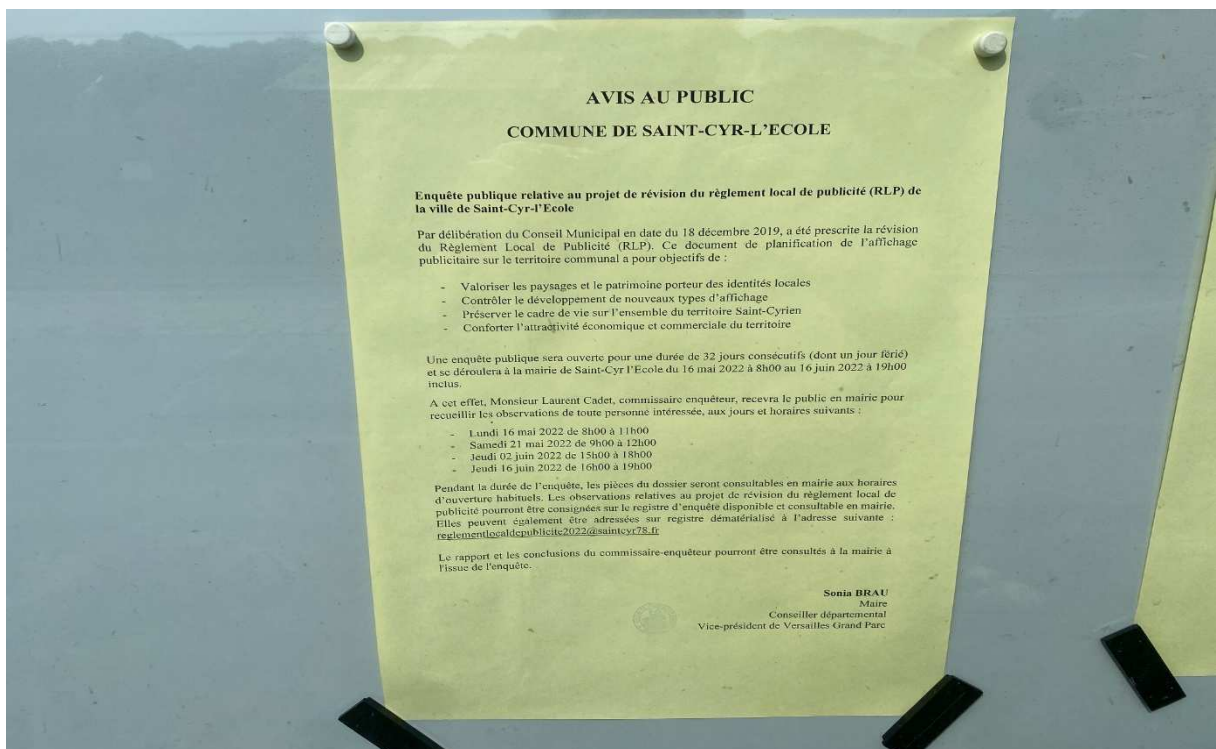 AVIS AU PUBLIC
COMMUNE DE SAINT-CYR-L'ECOLE
Enquête publique relative au projet de révision du règlement local de publicité (RLP) de
la ville de Saint-Cyr-l'Ecole
Par délibération du Conseil Municipal en date du 18 décembre 2019, a été prescrite la révision
du Règlement Local de Publicité (RLP). Ce document de planification de l'affichage
publicitaire sur le territoire communal a pour objectifs de :
- Valoriser les paysages et le patrimoine porteur des identités locales
- Contrôler le développement de nouveaux types d'affichage
- Préserver le cadre de vie sur l'ensemble du territoire Saint-Cyrien
- Conforter l'attractivité économique et commerciale du territoire
Une enquête publique sera ouverte pour une durée de 32 jours consécutifs (dont un jour férié)
et se déroulera à la mairie de Saint-Cyr l'Ecole du 16 mai 2022 à 8h00 au 16 juin 2022 à 19h00
inclus.
A cet effet, Monsieur Laurent Cadet, commissaire enquêteur, recevra le public en mairie pour
recueillir les observations de toute personne intéressée, aux jours et horaires suivants :
- Lundi 16 mai 2022 de 8h00 à 11h00
- Samedi 21 mai 2022 de 9h00 à 12h00
- Jeudi 02 juin 2022 de 15h00 à 18h00
- Jeudi 16 juin 2022 de 16h00 à 19h00
Pendant la durée de l'enquête, les pièces du dossier seront consultables en mairie aux horaires
d'ouverture habituels. Les observations relatives au projet de révision du règlement local de
publicité pourront être consignées sur le registre d'enquête disponible et consultable en mairie.
Elles peuvent également être adressées sur registre dématérialisé à l'adresse suivante :
reglementlocaldepublicite2022@saintcyr78.fr
Le rapport et les conclusions du commissaire-enquêteur pourront être consultés à la mairie à
l'issue de l'enquête.
Sonia BRAU
Maire
Conseiller départemental
Vice-président de Versailles Grand Parc